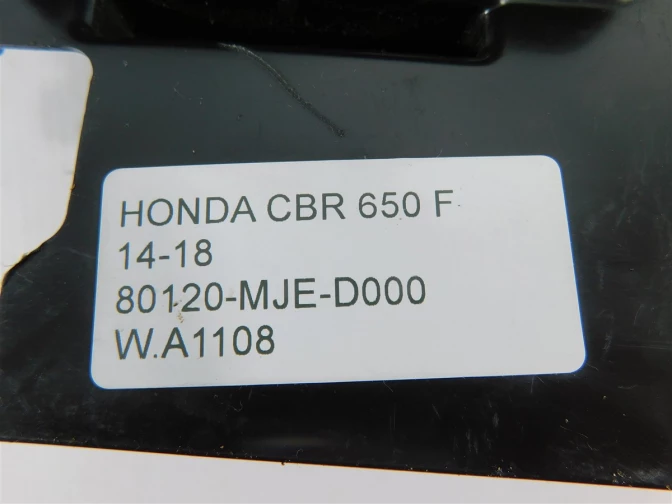 HONDA CBR 650 F
14-18
80120-MJE-D000
W.A1108